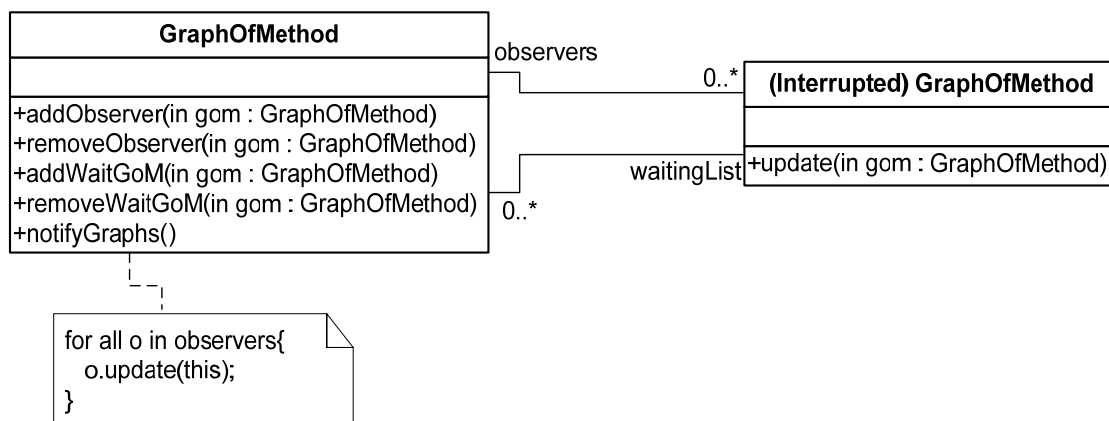 GraphOfMethod
+addObserver(in gom : GraphOfMethod)
+removeObserver(in gom : GraphOfMethod)
+addWaitGoM(in gom : GraphOfMethod)
+removeWaitGoM(in gom : GraphOfMethod)
+notifyGraphs()
observers
0..*
(Interrupted) GraphOfMethod
+update(in gom : GraphOfMethod)
waitingList
0..*
for all o in observers{
o.update(this);
}